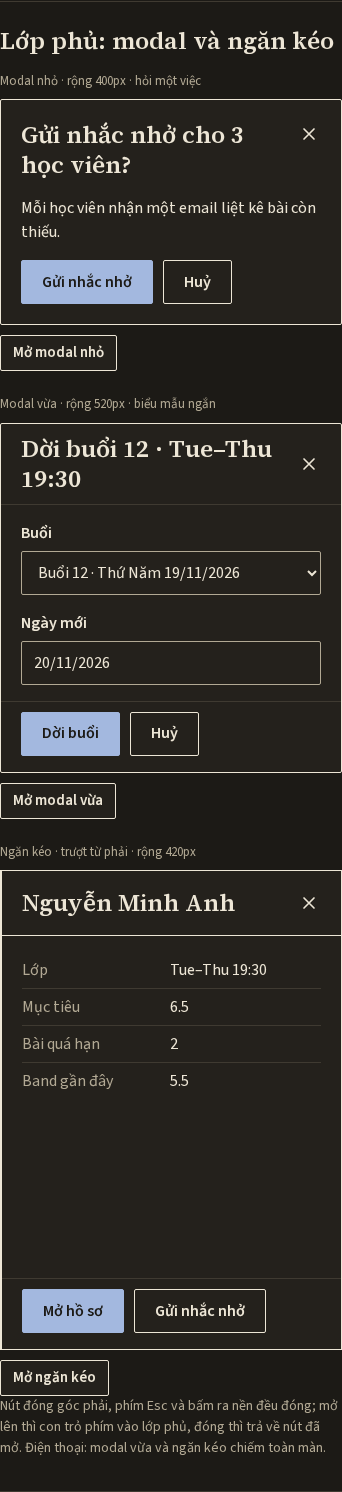 Lớp phủ: modal và ngăn kéo
Modal nhỏ · rộng 400px · hỏi một việc
Gửi nhắc nhở cho 3
học viên?
Mỗi học viên nhận một email liệt kê bài còn
thiếu.
Gửi nhắc nhở
Huỷ
Mở modal nhỏ
Modal vừa · rộng 520px · biểu mẫu ngắn
Dời buổi 12 · Tue–Thu
19:30
Buổi
Buổi 12 · Thứ Năm 19/11/2026
Ngày mới
20/11/2026
Dời buổi
Huỷ
Mở modal vừa
Ngăn kéo · trượt từ phải · rộng 420px
Nguyễn Minh Anh
Lớp Tue–Thu 19:30
Mục tiêu 6.5
Bài quá hạn 2
Band gần đây 5.5
Mở hồ sơ
Gửi nhắc nhở
Mở ngăn kéo
Nút đóng góc phải, phím Esc và bấm ra nền đều đóng; mở
lên thì con trỏ phím vào lớp phủ, đóng thì trả về nút đã
mở. Điện thoại: modal vừa và ngăn kéo chiếm toàn màn.